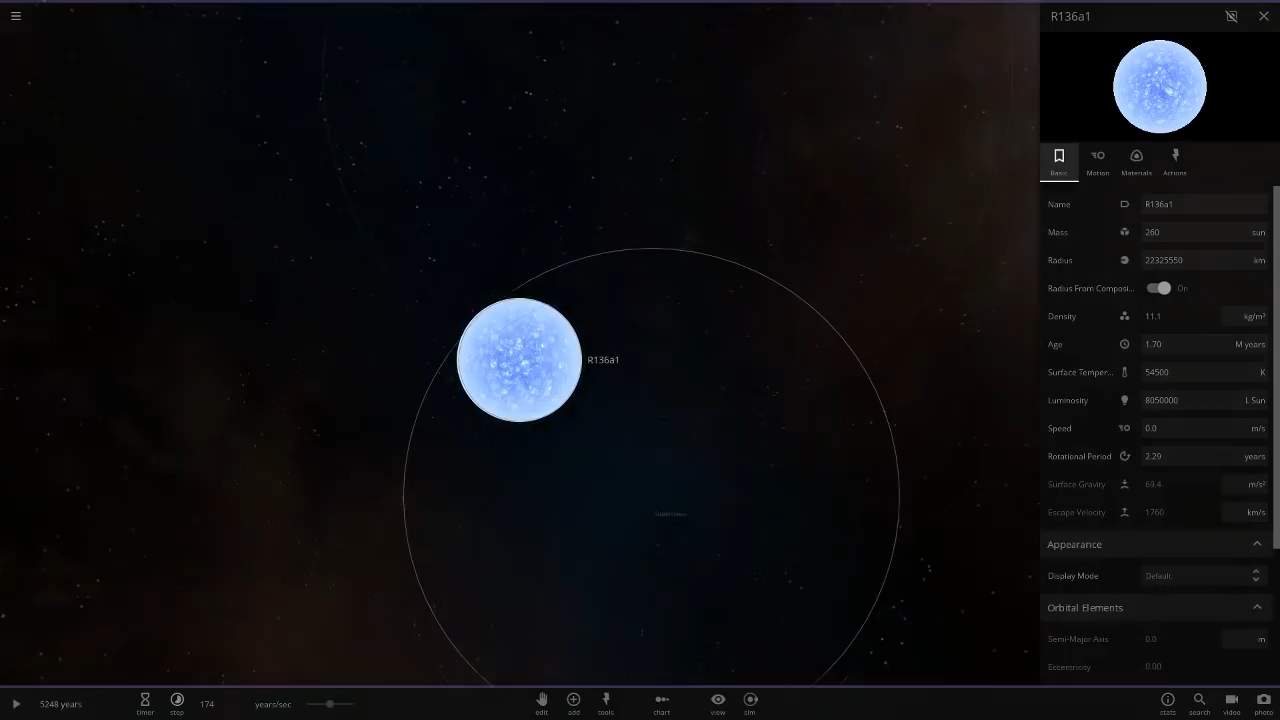 R136a1
Basic Motion Materials Actions
Name R136a1
Mass 260 sun
Radius 22325550 km
Radius From Composi... On
Density 11.1 kg/m³
Age 1.70 M years
Surface Temper... 54500 K
Luminosity 8050000 L Sun
Speed 0.0 m/s
Rotational Period 2.29 years
Surface Gravity 69.4 m/s²
Escape Velocity 1760 km/s
Appearance
Display Mode Default
Orbital Elements
Semi-Major Axis 0.0 m
Eccentricity 0.00
R136a1
5248 years timer step 174 years/sec edit add tools chart view sim stats search video photo